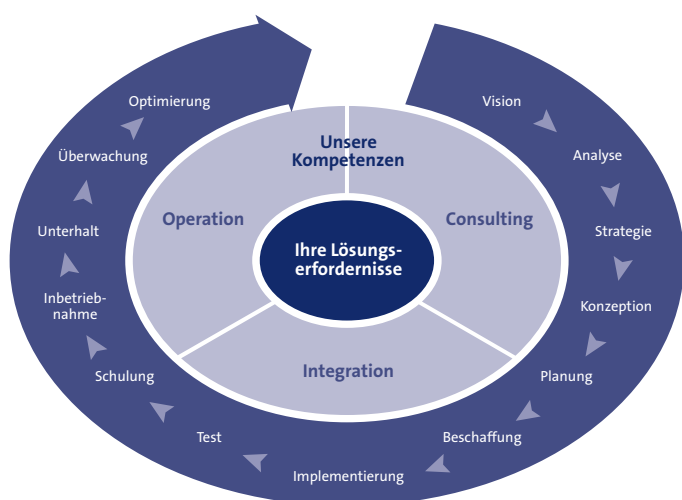 Vision
Analyse
Strategie
Konzeption
Planung
Beschaffung
Implementierung
Test
Schulung
Inbetrieb-
nahme
Unterhalt
Überwachung
Optimierung
Unsere
Kompetenzen
Consulting
Integration
Operation
Ihre Lösungs-
erfordernisse